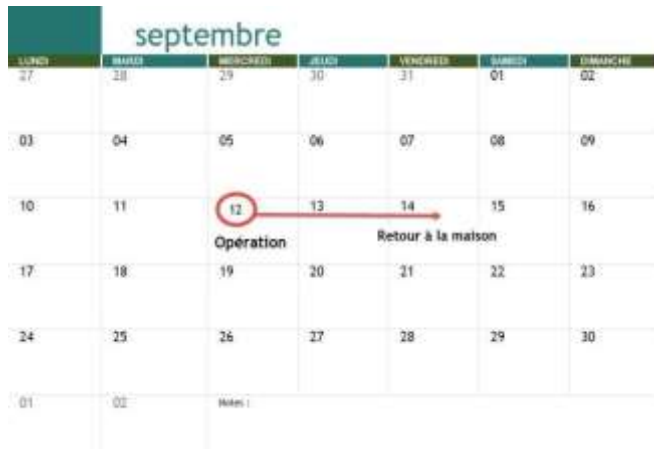 septembre
LUNDI MARDI MERCREDI JEUDI VENDREDI SAMEDI DIMANCHE
27 28 29 30 31 01 02
03 04 05 06 07 08 09
10 11 12 13 14 15 16
Opération Retour à la maison
17 18 19 20 21 22 23
24 25 26 27 28 29 30
01 02 Notes :